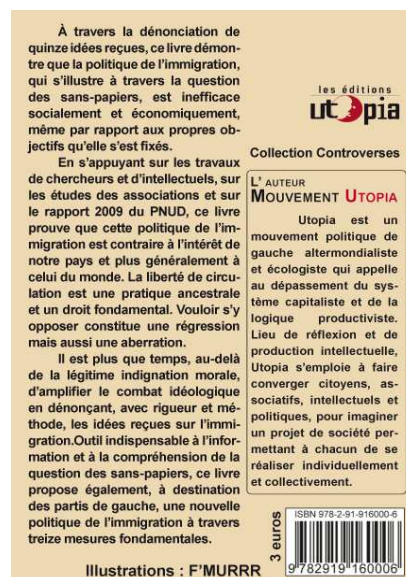 À travers la dénonciation de
quinze idées reçues, ce livre démon-
tre que la politique de l'immigration,
qui s'illustre à travers la question
des sans-papiers, est inefficace
socialement et économiquement,
même par rapport aux propres ob-
jectifs qu'elle s'est fixés.
En s'appuyant sur les travaux
de chercheurs et d'intellectuels, sur
les études des associations et sur
le rapport 2009 du PNUD, ce livre
prouve que cette politique de l'im-
migration est contraire à l'intérêt de
notre pays et plus généralement à
celui du monde. La liberté de circu-
lation est une pratique ancestrale
et un droit fondamental. Vouloir s'y
opposer constitue une régression
mais aussi une aberration.
Il est plus que temps, au-delà
de la légitime indignation morale,
d'amplifier le combat idéologique
en dénonçant, avec rigueur et mé-
thode, les idées reçues sur l'immi-
gration.Outil indispensable à l'infor-
mation et à la compréhension de la
question des sans-papiers, ce livre
propose également, à destination
des partis de gauche, une nouvelle
politique de l'immigration à travers
treize mesures fondamentales.
Illustrations : F'MURRR
les éditions
utopia
Collection Controverses
L'AUTEUR
MOUVEMENT UTOPIA
Utopia est un
mouvement politique de
gauche altermondialiste
et écologiste qui appelle
au dépassement du sys-
tème capitaliste et de la
logique productiviste.
Lieu de réflexion et de
production intellectuelle,
Utopia s'emploie à faire
converger citoyens, as-
sociatifs, intellectuels et
politiques, pour imaginer
un projet de société per-
mettant à chacun de se
réaliser individuellement
et collectivement.
3 euros
ISBN 978-2-91-916000-6
9 782919 160006